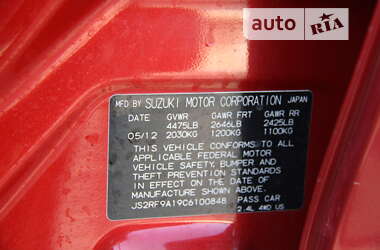 auto RIA
MFD BY SUZUKI MOTOR CORPORATION JAPAN
DATE GVWR GAWR FRT GAWR RR
4475LB 2646LB 2425LB
05/12 2030KG 1200KG 1100KG
THIS VEHICLE CONFORMS TO ALL
APPLICABLE FEDERAL MOTOR
VEHICLE SAFETY, BUMPER AND
THEFT PREVENTION STANDARDS
IN EFFECT ON THE DATE OF
MANUFACTURE SHOWN ABOVE.
JS2RF9A19C6100848 PASS CAR
2.4L 4WD US